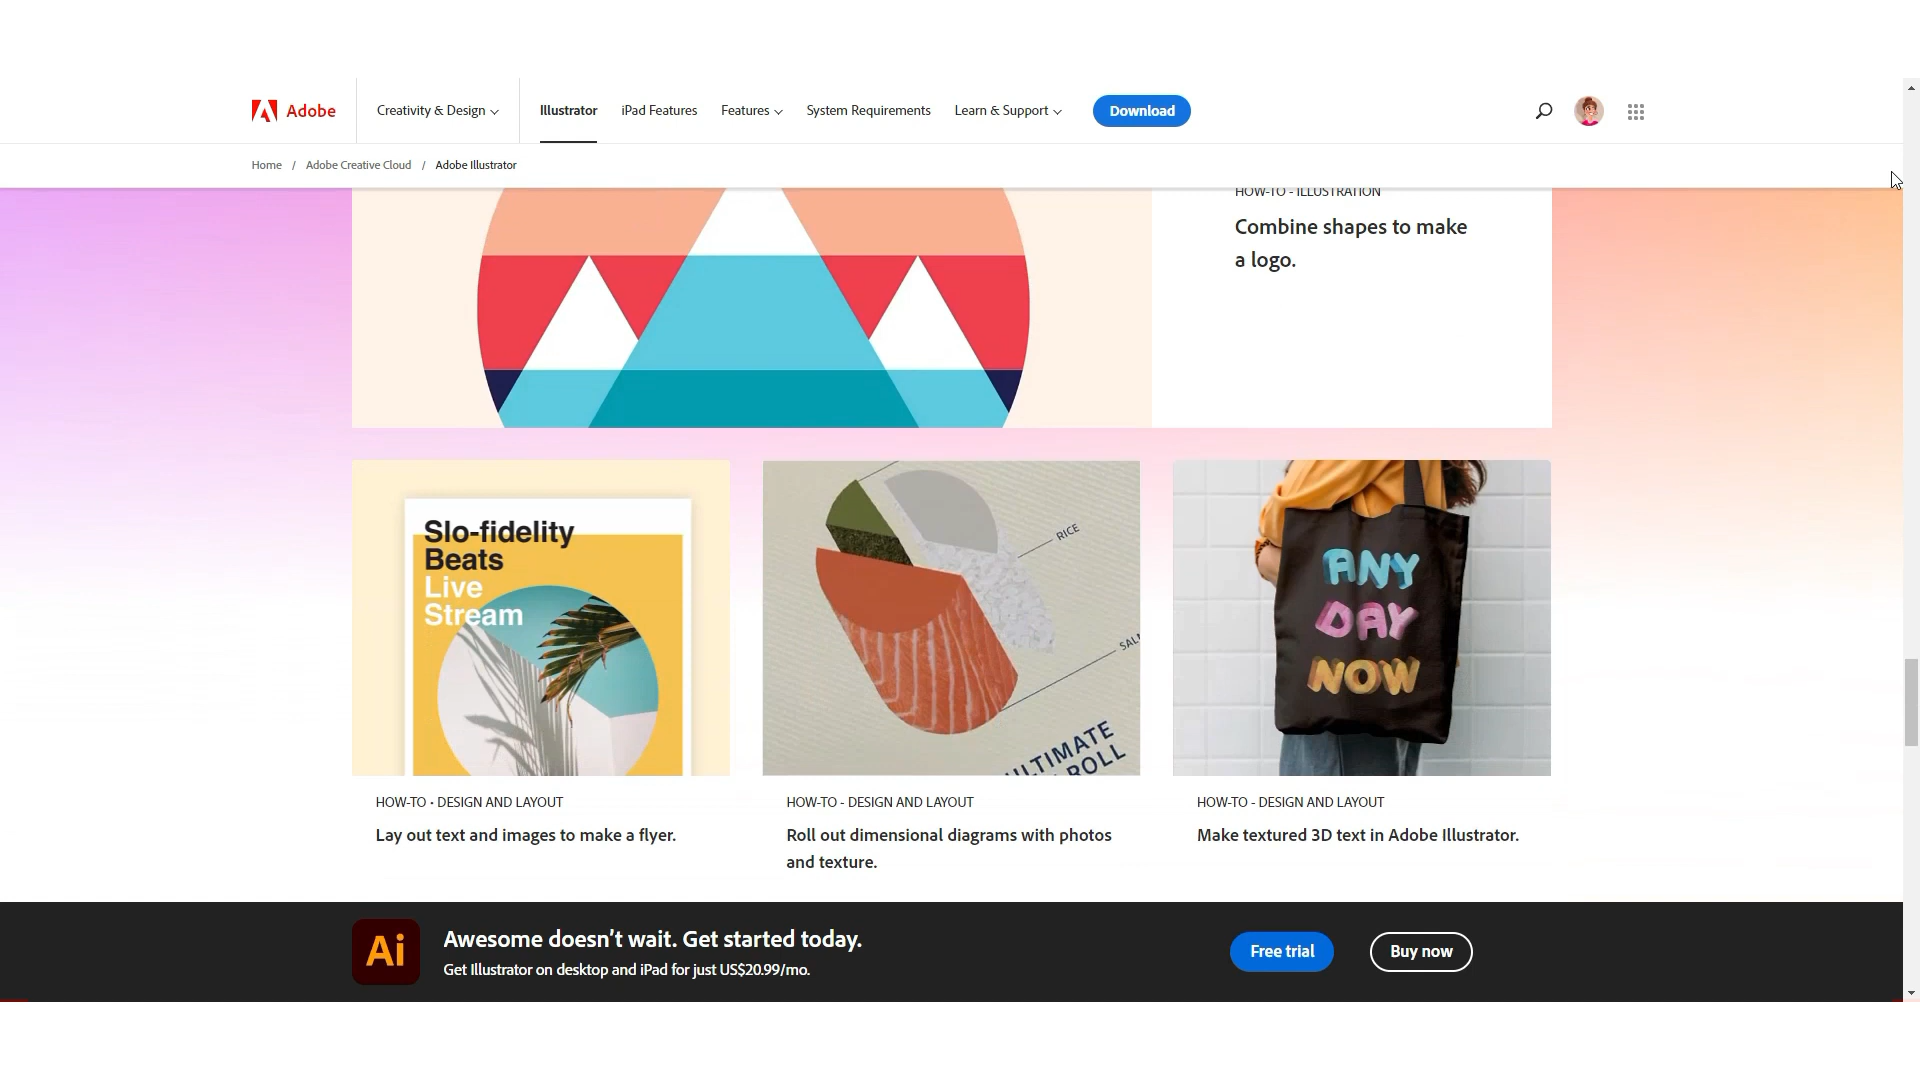 Adobe
Creativity & Design
Illustrator
iPad Features
Features
System Requirements
Learn & Support
Download
Home / Adobe Creative Cloud / Adobe Illustrator
HOW-TO - ILLUSTRATION
Combine shapes to make
a logo.
Slo-fidelity
Beats
Live
Stream
RICE
SAL
ULTIMATE
ROLL
ANY
DAY
NOW
HOW-TO • DESIGN AND LAYOUT
Lay out text and images to make a flyer.
HOW-TO - DESIGN AND LAYOUT
Roll out dimensional diagrams with photos
and texture.
HOW-TO - DESIGN AND LAYOUT
Make textured 3D text in Adobe Illustrator.
Ai
Awesome doesn’t wait. Get started today.
Get Illustrator on desktop and iPad for just US$20.99/mo.
Free trial
Buy now